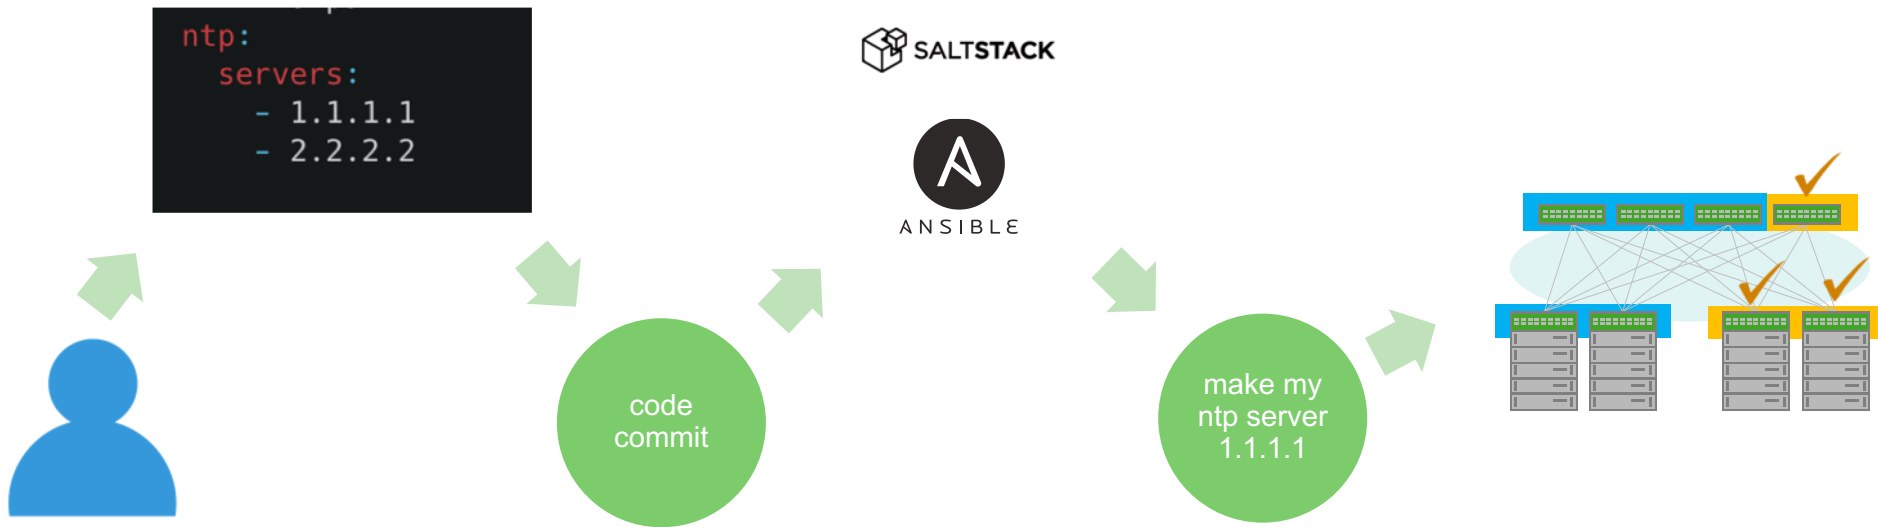 ntp:
servers:
- 1.1.1.1
- 2.2.2.2
SALTSTACK
ANSIBLE
code
commit
make my
ntp server
1.1.1.1